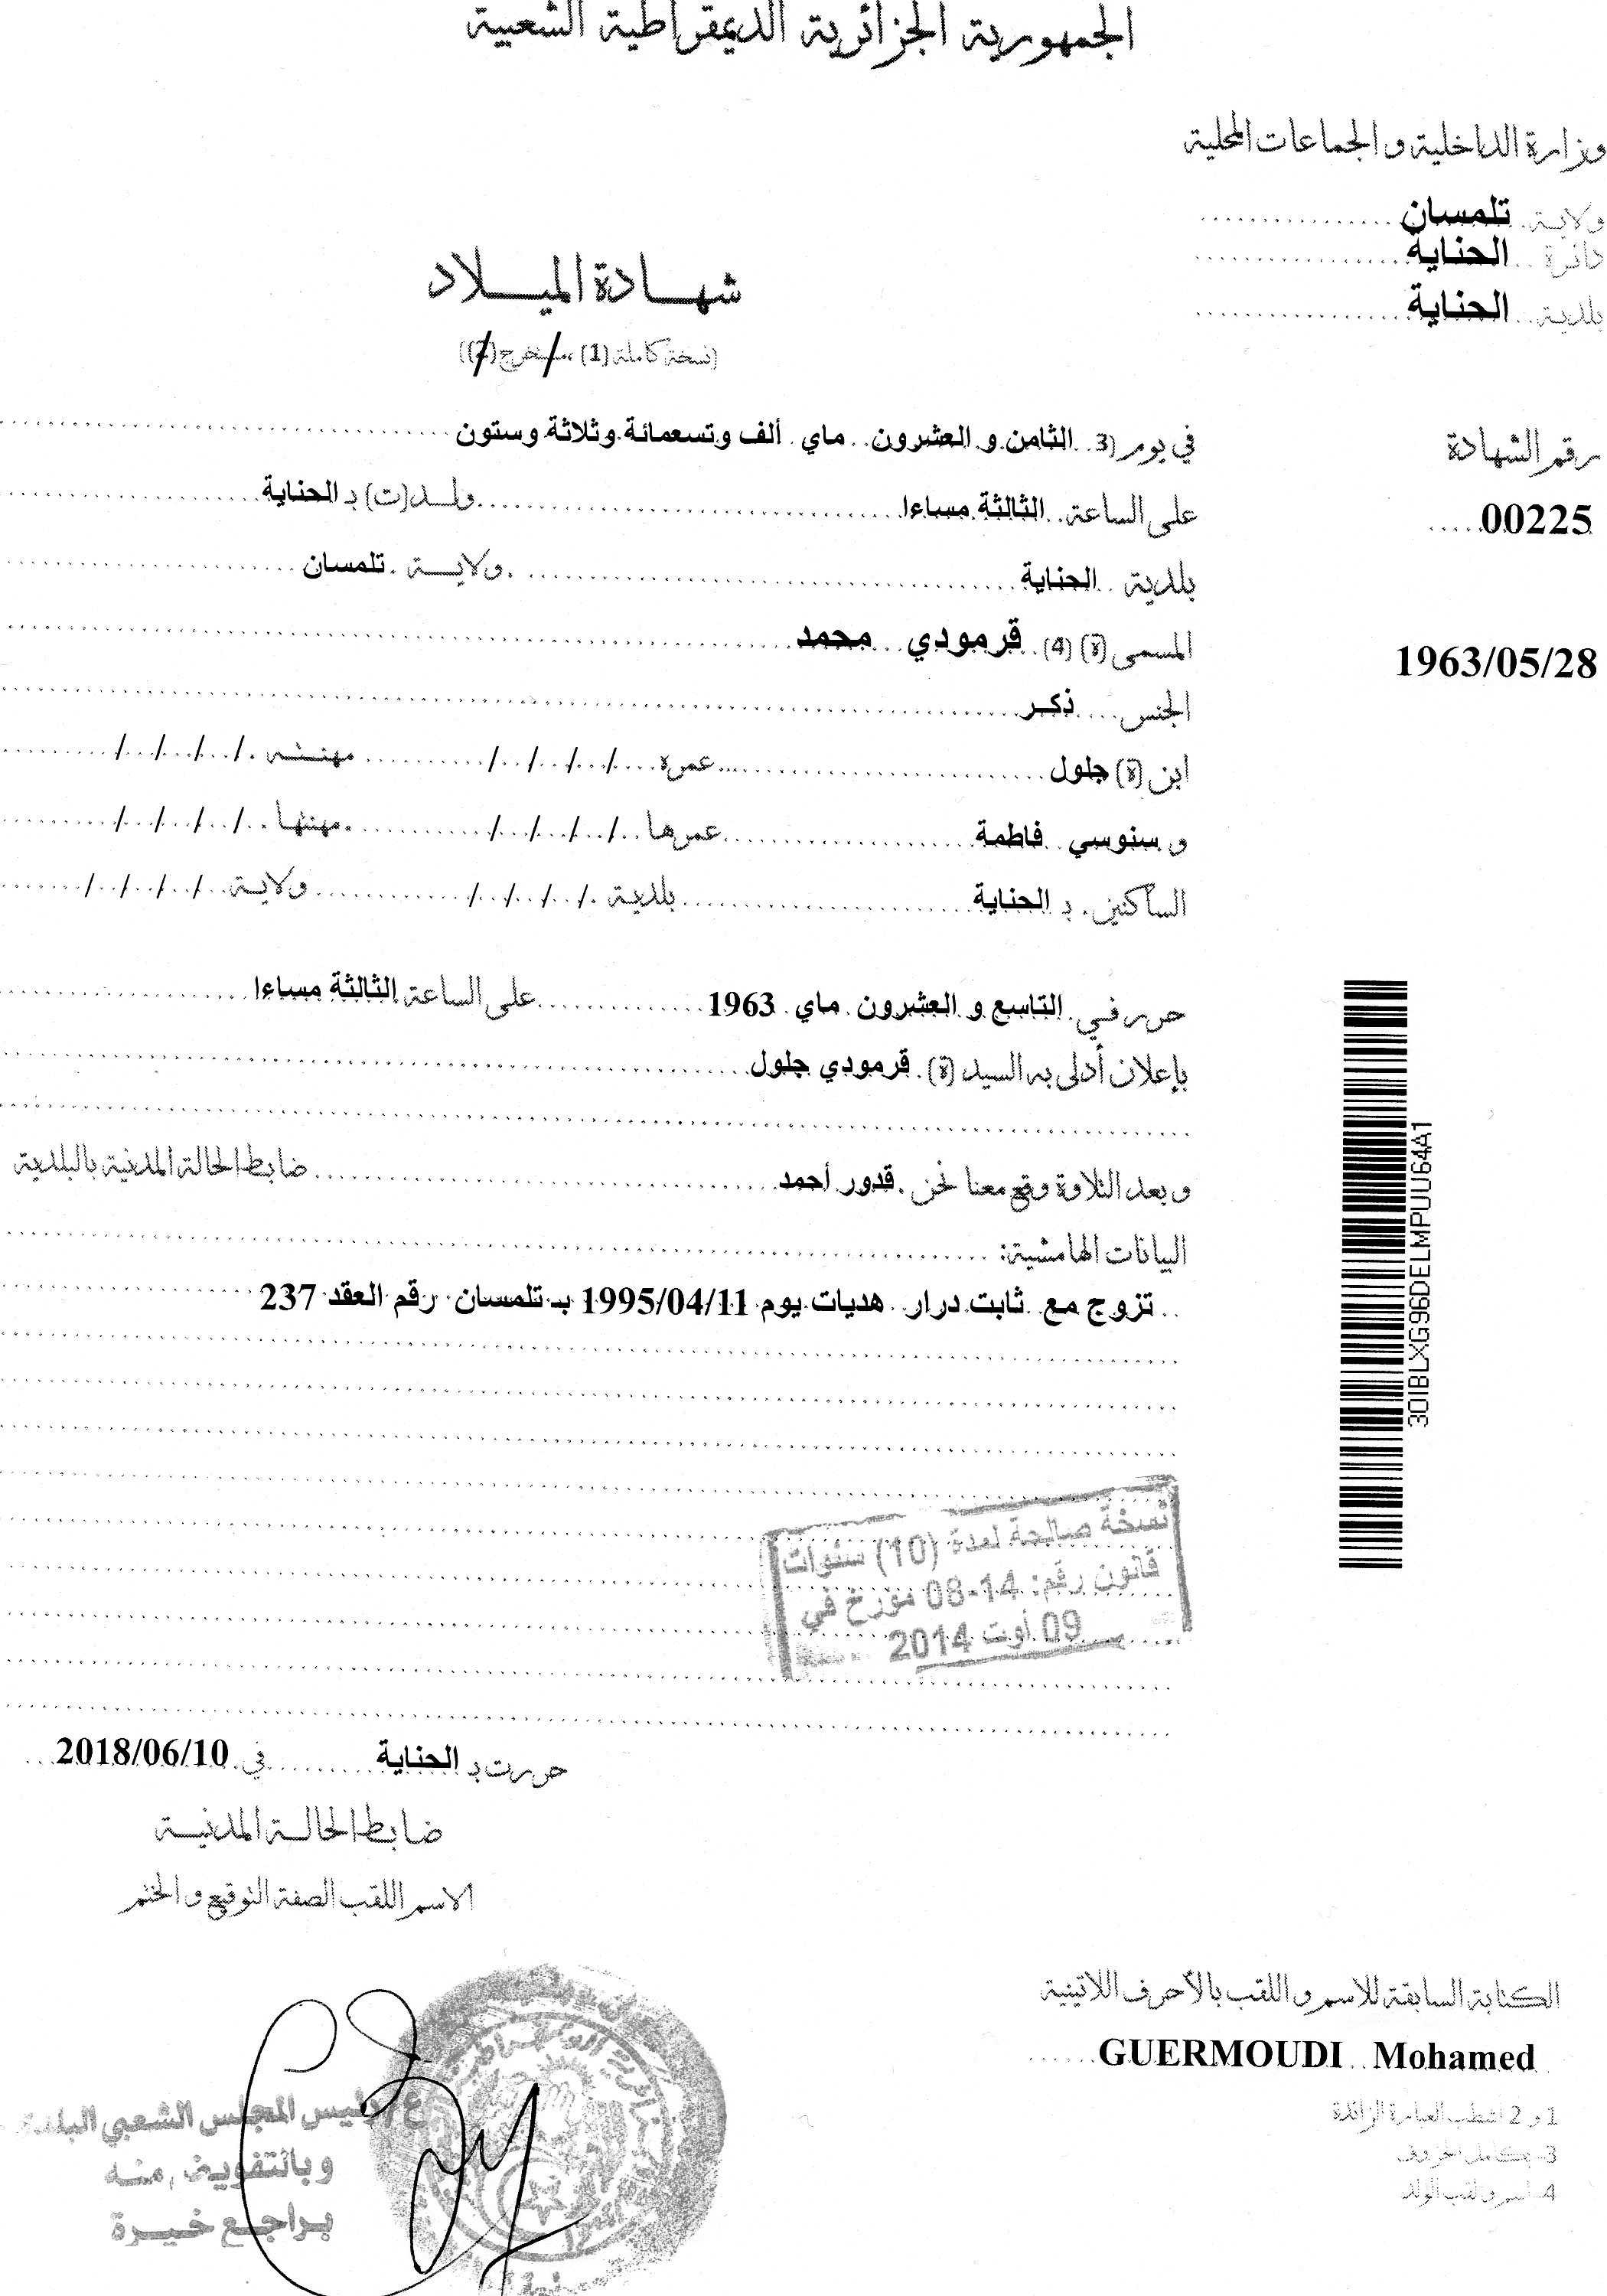 الجمهورية الجزائرية الديمقراطية الشعبية
وزارة الداخلية و الجماعات المحلية
ولاية تلمسان
دائرة الحناية
بلدية الحناية
شهادة الميلاد
(نسخة كاملة (1) ،مستخرج (2))
رقم الشهادة
00225
1963/05/28
في يوم (3 الثامن و العشرون ماي ألف وتسعمائة وثلاثة وستون
على الساعة الثالثة مساءا ولد(ت) بـ الحناية
بلدية الحناية ولاية تلمسان
المسمى (ة) (4) قرمودي محمد
الجنس ذكر
ابن (ة) جلول عمره / / / / مهنته / / / /
و سنوسي فاطمة عمرها / / / / مهنتها / / / /
الساكنين بـ الحناية بلدية / / / / ولاية / / / /
حرر في التاسع و العشرون ماي 1963 على الساعة الثالثة مساءا
بإعلان أدلى به السيد (ة) قرمودي جلول
و بعد التلاوة وقع معنا نحن قدور أحمد ضابط الحالة المدنية بالبلدية
البيانات الهامشية:
تزوج مع ثابت درار هديات يوم 1995/04/11 بـ تلمسان رقم العقد 237
3OIBLXG96DELMPUU64A1
نسخة صالحة لمدة (10) سنوات
قانون رقم: 14-08 مؤرخ في
09 أوت 2014
حررت بـ الحناية في 2018/06/10
ضابط الحالة المدنية
الاسم اللقب الصفة التوقيع و الختم
ع/رئيس المجلس الشعبي البلدي
و بالتفويض منه
براجع خيرة
الكتابة السابقة للاسم و اللقب بالأحرف اللاتينية
GUERMOUDI Mohamed
1 و 2 اشطب العبارة الزائدة
3- بكامل الحروف
4- اسم و لقب الولد